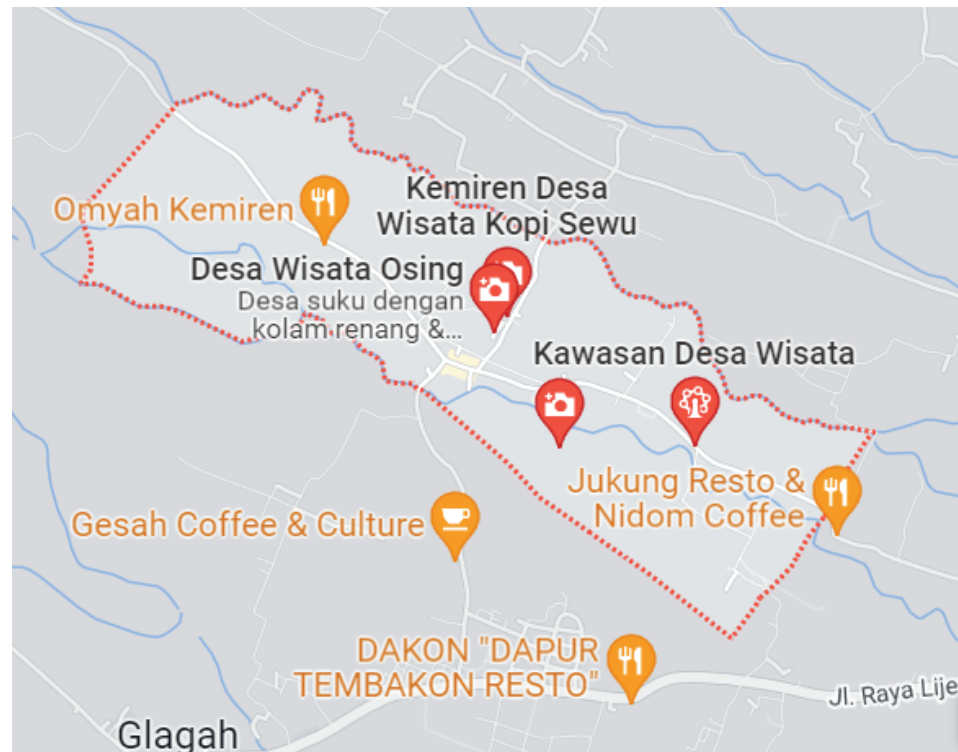 Omyah Kemiren
Kemiren Desa
Wisata Kopi Sewu
Desa Wisata Osing
Desa suku dengan
kolam renang &...
Kawasan Desa Wisata
Jukung Resto &
Nidom Coffee
Gesah Coffee & Culture
DAKON "DAPUR
TEMBAKON RESTO"
Jl. Raya Lije
Glagah